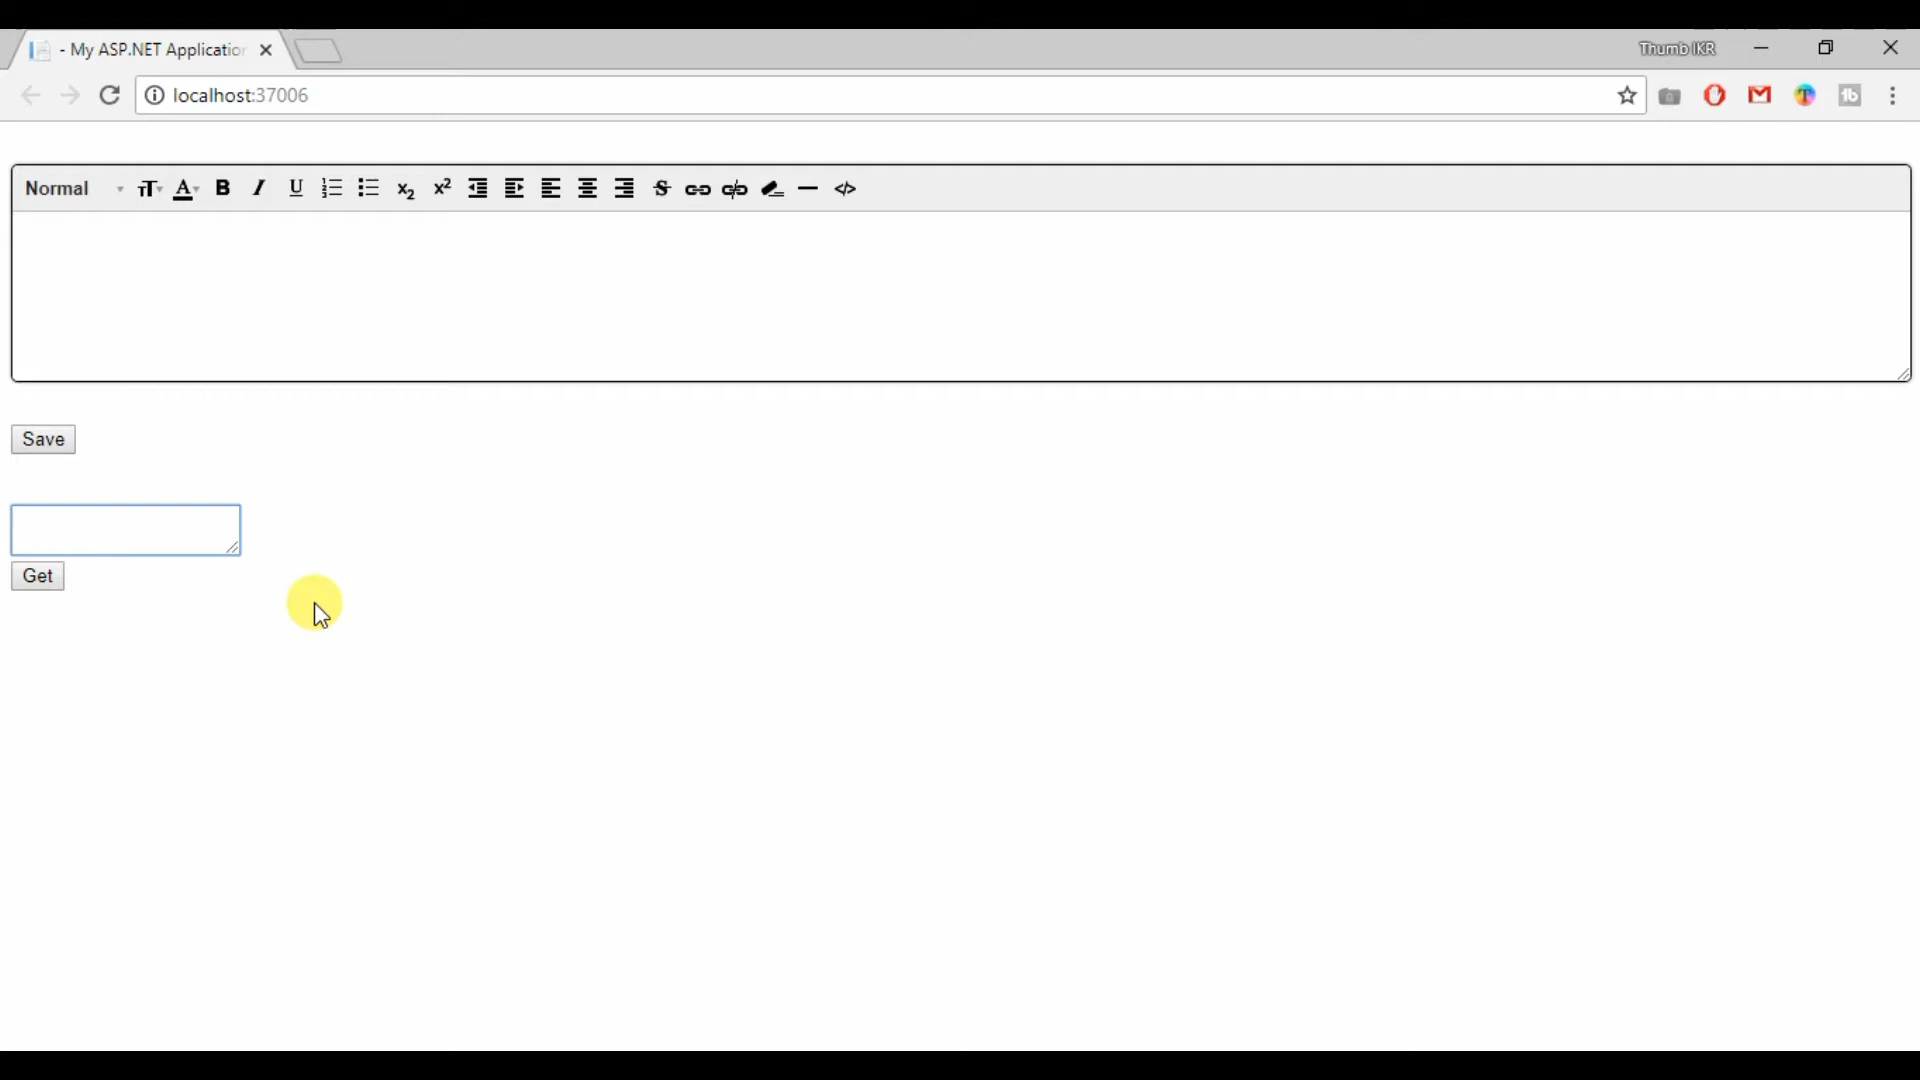 - My ASP.NET Applicatio
Thumb IKR
localhost:37006
Normal
Save
Get